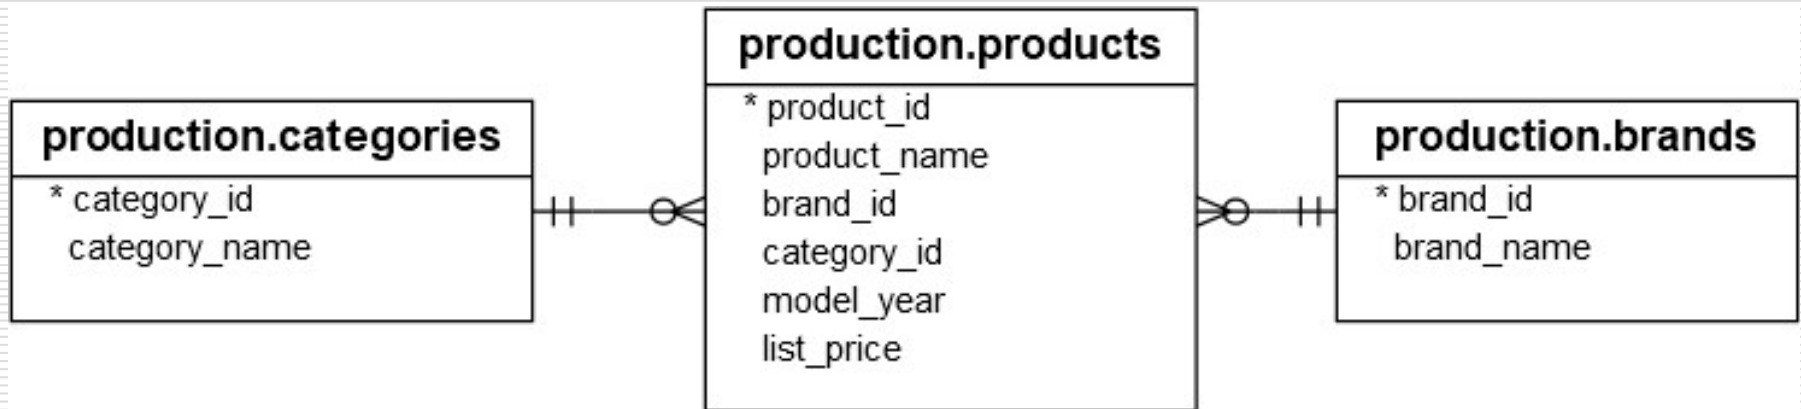 production.categories
* category_id
category_name
production.products
* product_id
product_name
brand_id
category_id
model_year
list_price
production.brands
* brand_id
brand_name